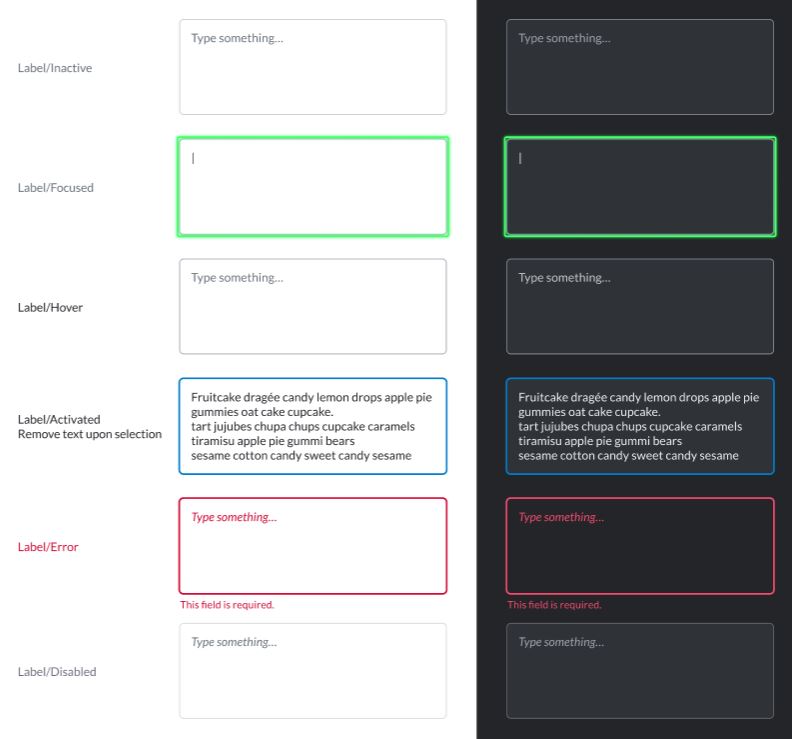 Type something...
Type something...
Label/Inactive
Label/Focused
Type something...
Type something...
Label/Hover
Fruitcake dragée candy lemon drops apple pie
gummies oat cake cupcake.
tart jujubes chupa chups cupcake caramels
tiramisu apple pie gummi bears
sesame cotton candy sweet candy sesame
Fruitcake dragée candy lemon drops apple pie
gummies oat cake cupcake.
tart jujubes chupa chups cupcake caramels
tiramisu apple pie gummi bears
sesame cotton candy sweet candy sesame
Label/Activated
Remove text upon selection
Type something...
Type something...
Label/Error
This field is required.
This field is required.
Type something...
Type something...
Label/Disabled